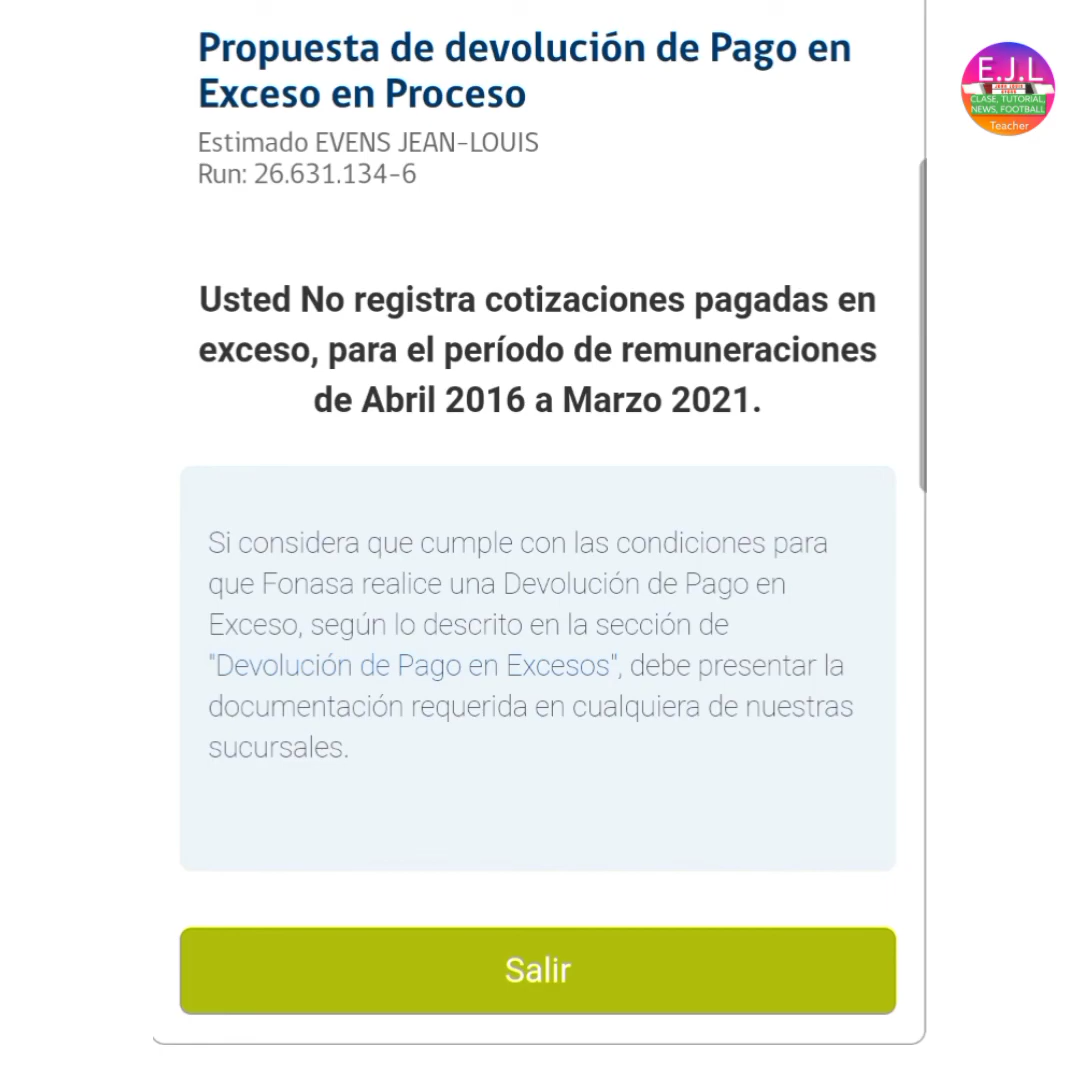 Propuesta de devolución de Pago en
Exceso en Proceso
Estimado EVENS JEAN-LOUIS
Run: 26.631.134-6
Usted No registra cotizaciones pagadas en
exceso, para el período de remuneraciones
de Abril 2016 a Marzo 2021.
Si considera que cumple con las condiciones para
que Fonasa realice una Devolución de Pago en
Exceso, según lo descrito en la sección de
"Devolución de Pago en Excesos", debe presentar la
documentación requerida en cualquiera de nuestras
sucursales.
Salir
E.J.L
CLASE, TUTORIAL,
NEWS, FOOTBALL
Teacher